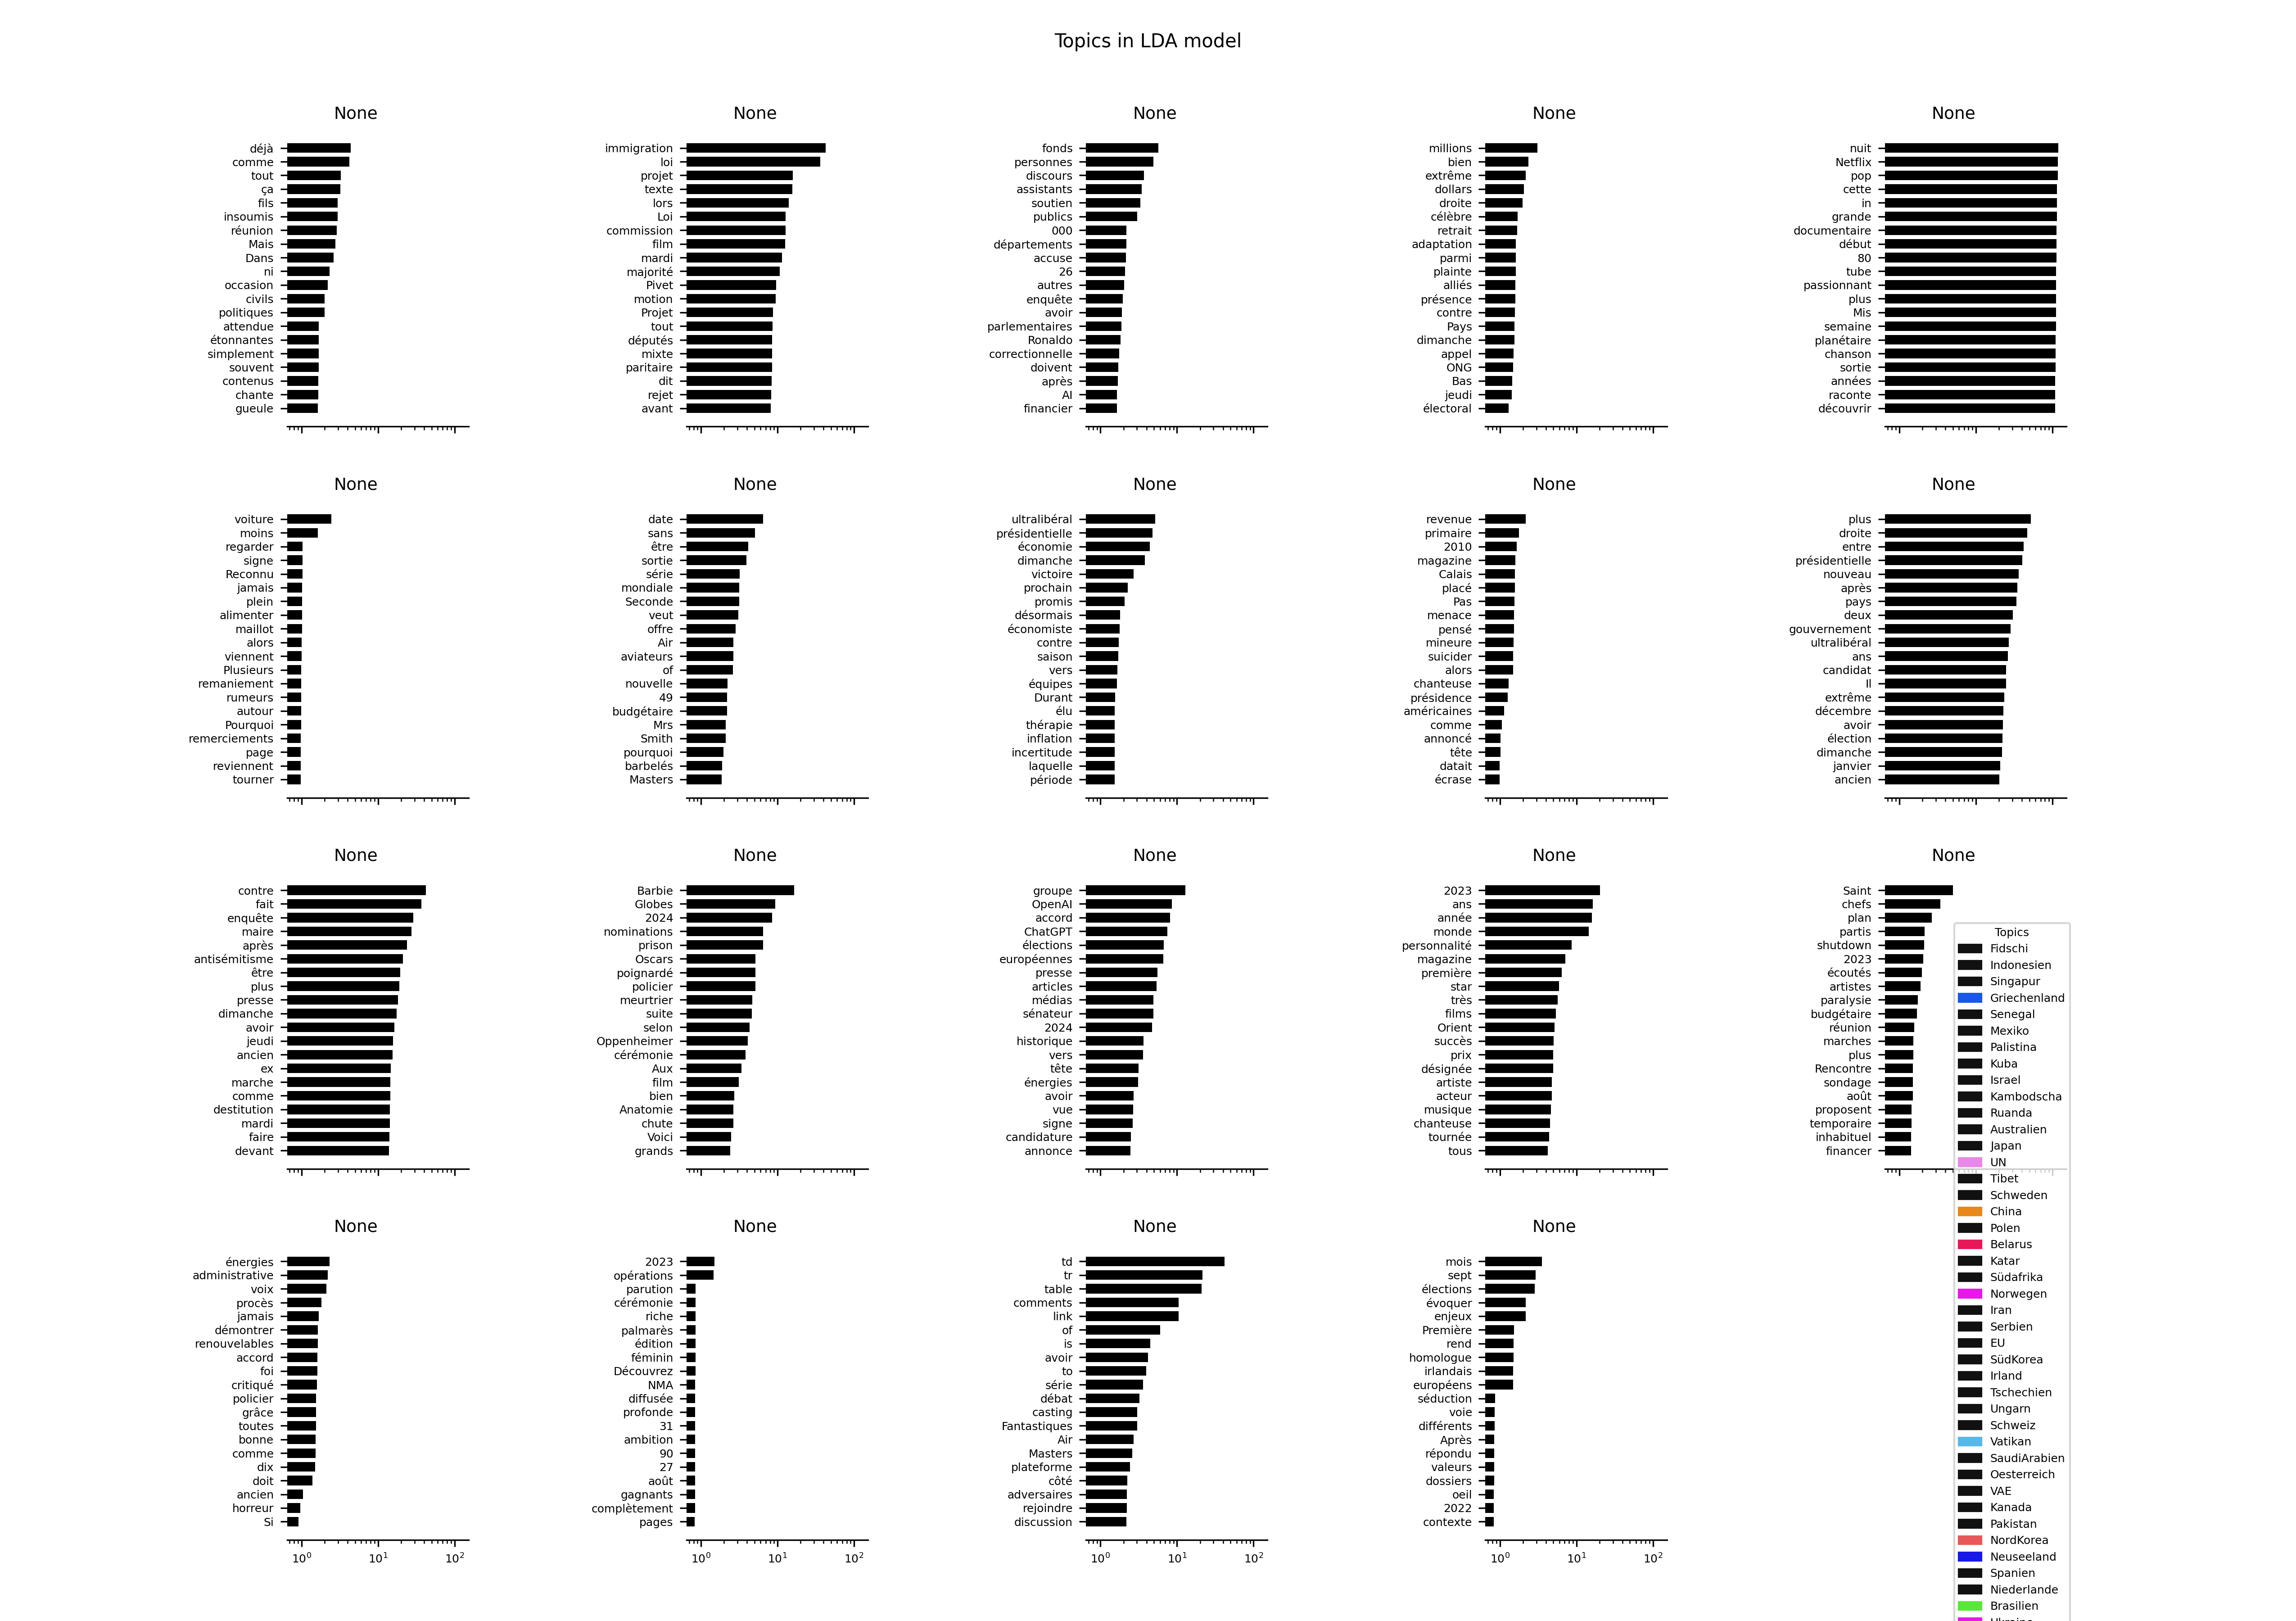 Topics in LDA model
None
déjà
comme
tout
ça
fils
insoumis
réunion
Mais
Dans
ni
occasion
civils
politiques
attendue
étonnantes
simplement
souvent
contenus
chante
gueule
None
immigration
loi
projet
texte
lors
Loi
commission
film
mardi
majorité
Pivet
motion
Projet
tout
députés
mixte
paritaire
dit
rejet
avant
None
fonds
personnes
discours
assistants
soutien
publics
000
départements
accuse
26
autres
enquête
avoir
parlementaires
Ronaldo
correctionnelle
doivent
après
AI
financier
None
millions
bien
extrême
dollars
droite
célèbre
retrait
adaptation
parmi
plainte
alliés
présence
contre
Pays
dimanche
appel
ONG
Bas
jeudi
électoral
None
nuit
Netflix
pop
cette
in
grande
documentaire
début
80
tube
passionnant
plus
Mis
semaine
planétaire
chanson
sortie
années
raconte
découvrir
None
voiture
moins
regarder
signe
Reconnu
jamais
plein
alimenter
maillot
alors
viennent
Plusieurs
remaniement
rumeurs
autour
Pourquoi
remerciements
page
reviennent
tourner
None
date
sans
être
sortie
série
mondiale
Seconde
veut
offre
Air
aviateurs
of
nouvelle
49
budgétaire
Mrs
Smith
pourquoi
barbelés
Masters
None
ultralibéral
présidentielle
économie
dimanche
victoire
prochain
promis
désormais
économiste
contre
saison
vers
équipes
Durant
élu
thérapie
inflation
incertitude
laquelle
période
None
revenue
primaire
2010
magazine
Calais
placé
Pas
menace
pensé
mineure
suicider
alors
chanteuse
présidence
américaines
comme
annoncé
tête
datait
écrase
None
plus
droite
entre
présidentielle
nouveau
après
pays
deux
gouvernement
ultralibéral
ans
candidat
Il
extrême
décembre
avoir
élection
dimanche
janvier
ancien
None
contre
fait
enquête
maire
après
antisémitisme
être
plus
presse
dimanche
avoir
jeudi
ancien
ex
marche
comme
destitution
mardi
faire
devant
None
Barbie
Globes
2024
nominations
prison
Oscars
poignardé
policier
meurtrier
suite
selon
Oppenheimer
cérémonie
Aux
film
bien
Anatomie
chute
Voici
grands
None
groupe
OpenAI
accord
ChatGPT
élections
européennes
presse
articles
médias
sénateur
2024
historique
vers
tête
énergies
avoir
vue
signe
candidature
annonce
None
2023
ans
année
monde
personnalité
magazine
première
star
très
films
Orient
succès
prix
désignée
artiste
acteur
musique
chanteuse
tournée
tous
None
Saint
chefs
plan
partis
shutdown
2023
écoutés
artistes
paralysie
budgétaire
réunion
marches
plus
Rencontre
sondage
août
proposent
temporaire
inhabituel
financer
None
énergies
administrative
voix
procès
jamais
démontrer
renouvelables
accord
foi
critiqué
policier
grâce
toutes
bonne
comme
dix
doit
ancien
horreur
Si
10⁰ 10¹ 10²
None
2023
opérations
parution
cérémonie
riche
palmarès
édition
féminin
Découvrez
NMA
diffusée
profonde
31
ambition
90
27
août
gagnants
complètement
pages
10⁰ 10¹ 10²
None
td
tr
table
comments
link
of
is
avoir
to
série
débat
casting
Fantastiques
Air
Masters
plateforme
côté
adversaires
rejoindre
discussion
10⁰ 10¹ 10²
None
mois
sept
élections
évoquer
enjeux
Première
rend
homologue
irlandais
européens
séduction
voie
différents
Après
répondu
valeurs
dossiers
oeil
2022
contexte
10⁰ 10¹ 10²
Topics
Fidschi
Indonesien
Singapur
Griechenland
Senegal
Mexiko
Palistina
Kuba
Israel
Kambodscha
Ruanda
Australien
Japan
UN
Tibet
Schweden
China
Polen
Belarus
Katar
Südafrika
Norwegen
Iran
Serbien
EU
SüdKorea
Irland
Tschechien
Ungarn
Schweiz
Vatikan
SaudiArabien
Oesterreich
VAE
Kanada
Pakistan
NordKorea
Neuseeland
Spanien
Niederlande
Brasilien